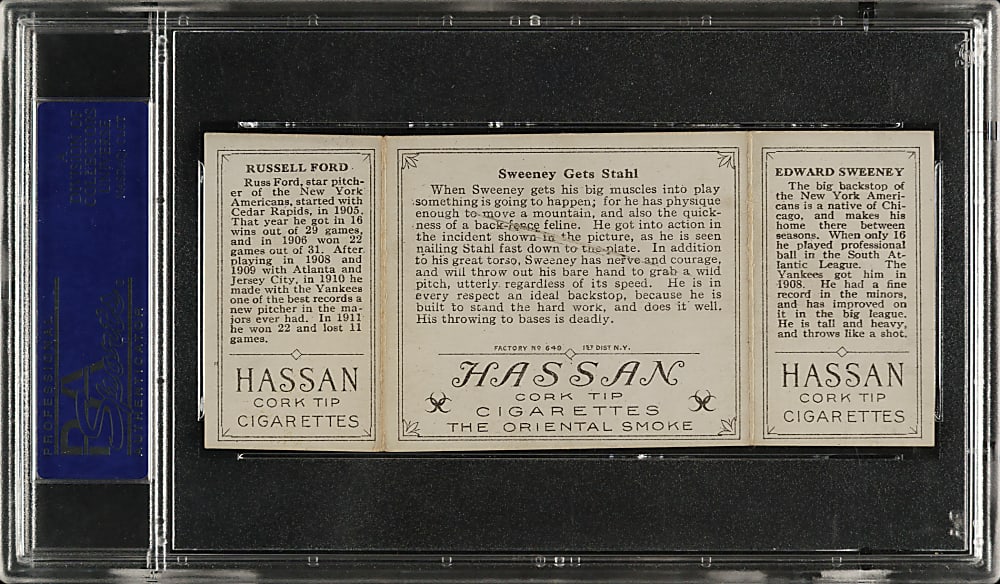 RUSSELL FORD
Russ Ford, star pitch-
er of the New York
Americans, started with
Cedar Rapids, in 1905.
That year he got in 16
wins out of 29 games,
and in 1906 won 22
games out of 31. After
playing in 1908 and
1909 with Atlanta and
Jersey City, in 1910 he
made with the Yankees
one of the best records a
new pitcher in the ma-
jors ever had. In 1911
he won 22 and lost 11
games.
HASSAN
CORK TIP
CIGARETTES
Sweeney Gets Stahl
When Sweeney gets his big muscles into play
something is going to happen; for he has physique
enough to move a mountain, and also the quick-
ness of a back-fence feline. He got into action in
the incident shown in the picture, as he is seen
nailing Stahl fast down to the plate. In addition
to his great torso, Sweeney has nerve and courage,
and will throw out his bare hand to grab a wild
pitch, utterly regardless of its speed. He is in
every respect an ideal backstop, because he is
built to stand the hard work, and does it well.
His throwing to bases is deadly.
FACTORY Nº 649 1ST DIST N.Y.
HASSAN
CORK TIP
CIGARETTES
THE ORIENTAL SMOKE
EDWARD SWEENEY
The big backstop of
the New York Ameri-
cans is a native of Chi-
cago, and makes his
home there between
seasons. When only 16
he played professional
ball in the South At-
lantic League. The
Yankees got him in
1908. He had a fine
record in the minors,
and has improved on
it in the big league.
He is tall and heavy,
and throws like a shot.
HASSAN
CORK TIP
CIGARETTES
PROFESSIONAL
PSA
Sports
AUTHENTICATOR